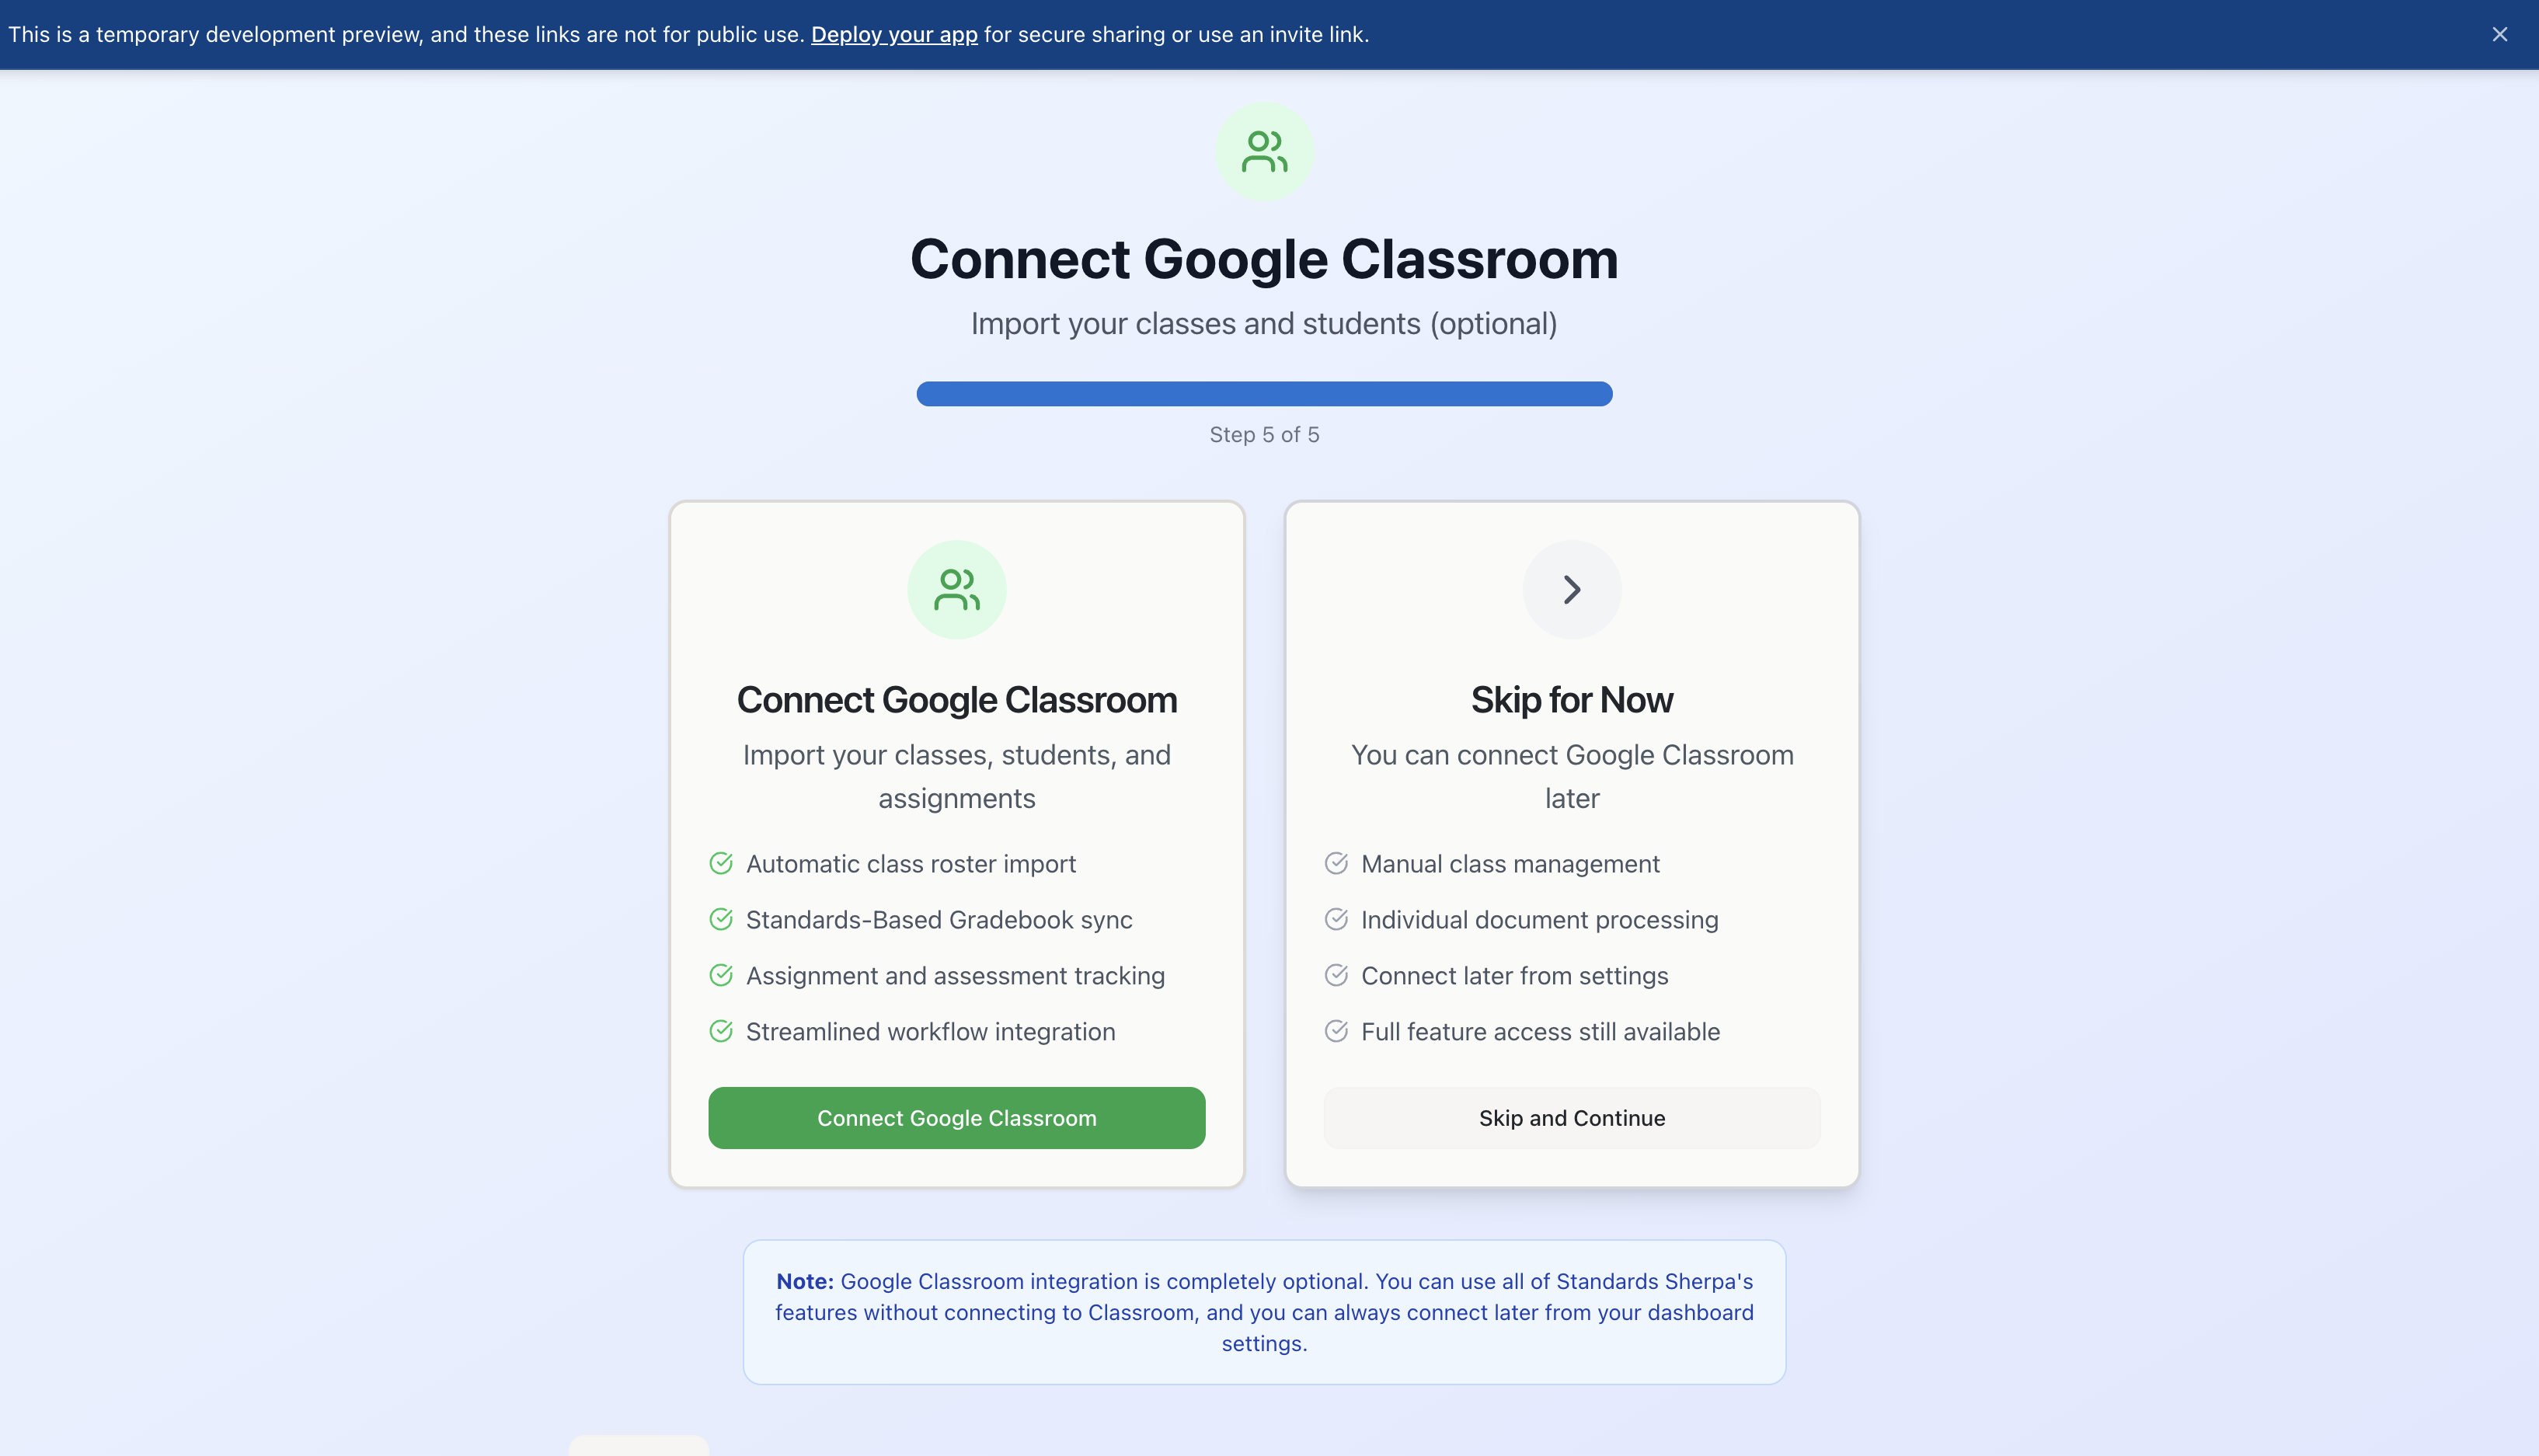 This is a temporary development preview, and these links are not for public use. Deploy your app for secure sharing or use an invite link.
Connect Google Classroom
Import your classes and students (optional)
Step 5 of 5
Connect Google Classroom
Import your classes, students, and
assignments
Automatic class roster import
Standards-Based Gradebook sync
Assignment and assessment tracking
Streamlined workflow integration
Connect Google Classroom
Skip for Now
You can connect Google Classroom
later
Manual class management
Individual document processing
Connect later from settings
Full feature access still available
Skip and Continue
Note: Google Classroom integration is completely optional. You can use all of Standards Sherpa's
features without connecting to Classroom, and you can always connect later from your dashboard
settings.